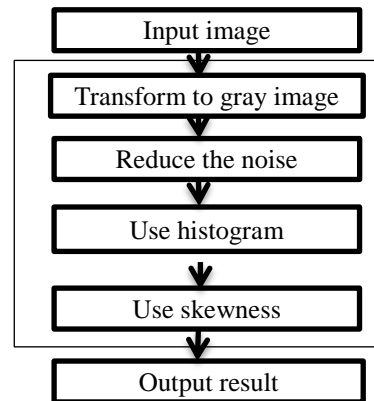 Input image
Transform to gray image
Reduce the noise
Use histogram
Use skewness
Output result